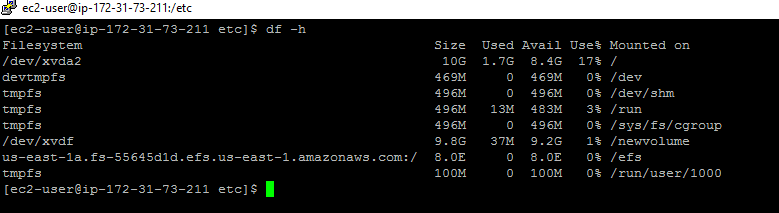 ec2-user@ip-172-31-73-211:/etc
[ec2-user@ip-172-31-73-211 etc]$ df -h
Filesystem Size Used Avail Use% Mounted on
/dev/xvda2 10G 1.7G 8.4G 17% /
devtmpfs 469M 0 469M 0% /dev
tmpfs 496M 0 496M 0% /dev/shm
tmpfs 496M 13M 483M 3% /run
tmpfs 496M 0 496M 0% /sys/fs/cgroup
/dev/xvdf 9.8G 37M 9.2G 1% /newvolume
us-east-1a.fs-55645d1d.efs.us-east-1.amazonaws.com:/ 8.0E 0 8.0E 0% /efs
tmpfs 100M 0 100M 0% /run/user/1000
[ec2-user@ip-172-31-73-211 etc]$